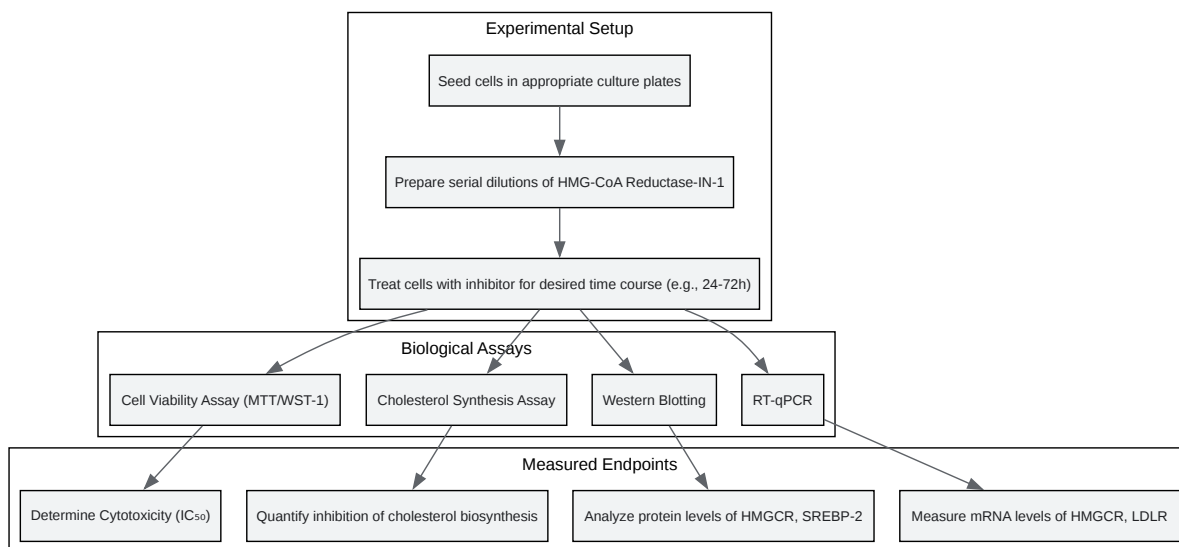 Experimental Setup
Seed cells in appropriate culture plates
Prepare serial dilutions of HMG-CoA Reductase-IN-1
Treat cells with inhibitor for desired time course (e.g., 24-72h)
Biological Assays
Cell Viability Assay (MTT/WST-1)
Cholesterol Synthesis Assay
Western Blotting
RT-qPCR
Measured Endpoints
Determine Cytotoxicity (IC₅₀)
Quantify inhibition of cholesterol biosynthesis
Analyze protein levels of HMGCR, SREBP-2
Measure mRNA levels of HMGCR, LDLR